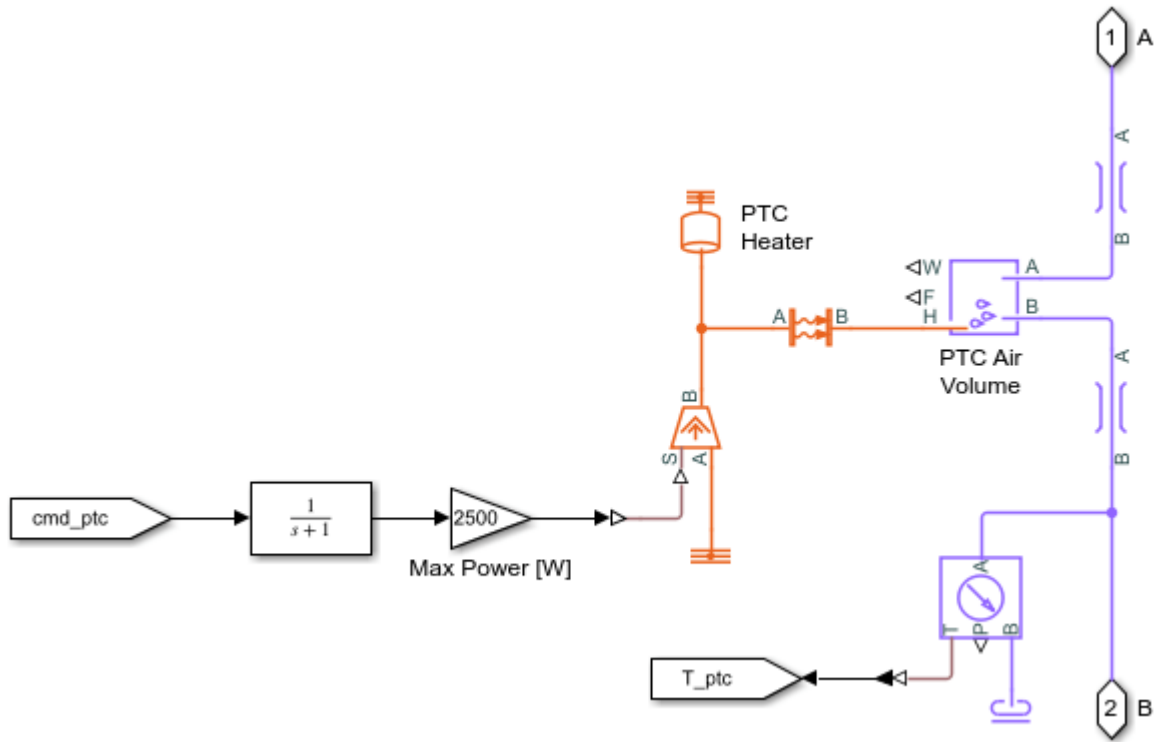 1 A
A
B
PTC
Heater
W
F
H
A
B
A
B
PTC Air
Volume
A
B
B
S
A
cmd_ptc
1
s + 1
2500
Max Power [W]
A
T
P
B
T_ptc
2 B